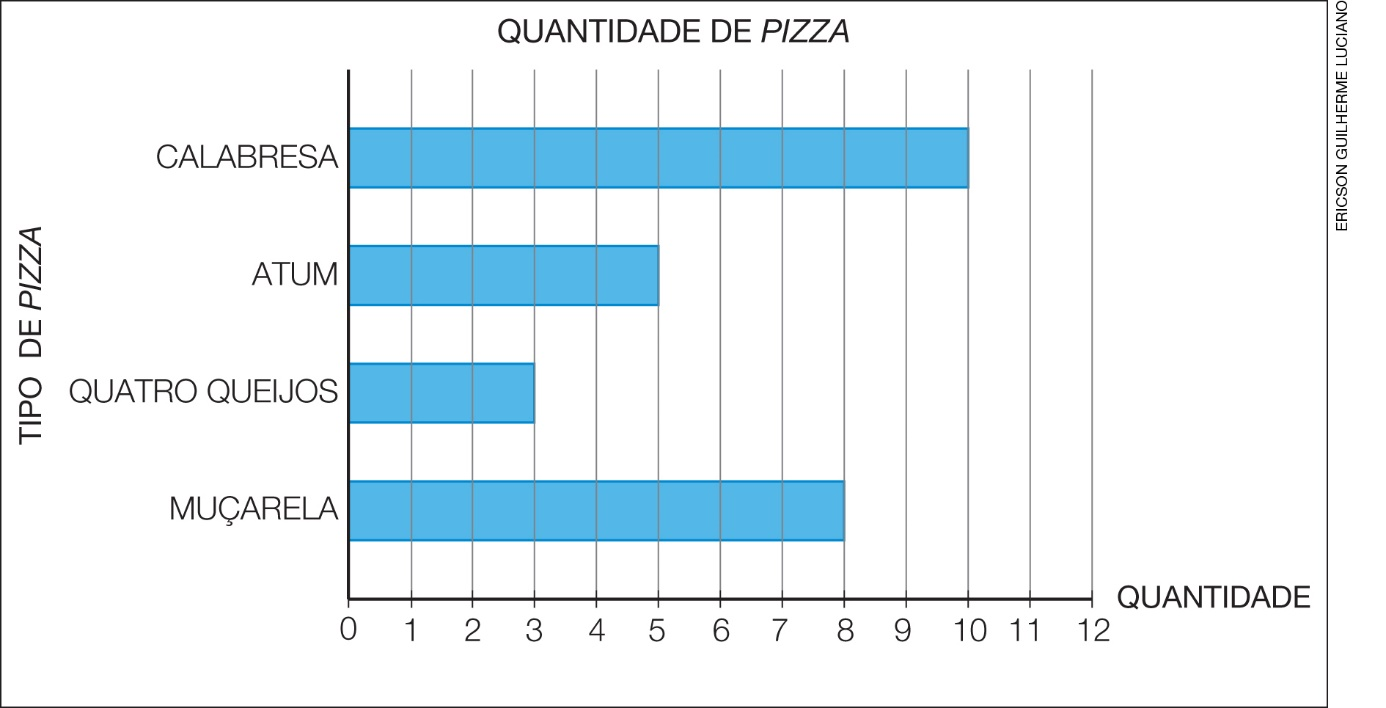 QUANTIDADE DE PIZZA
ERICSON GUILHERME LUCIANO
TIPO DE PIZZA
CALABRESA
ATUM
QUATRO QUEIJOS
MUÇARELA
QUANTIDADE
0 1 2 3 4 5 6 7 8 9 10 11 12